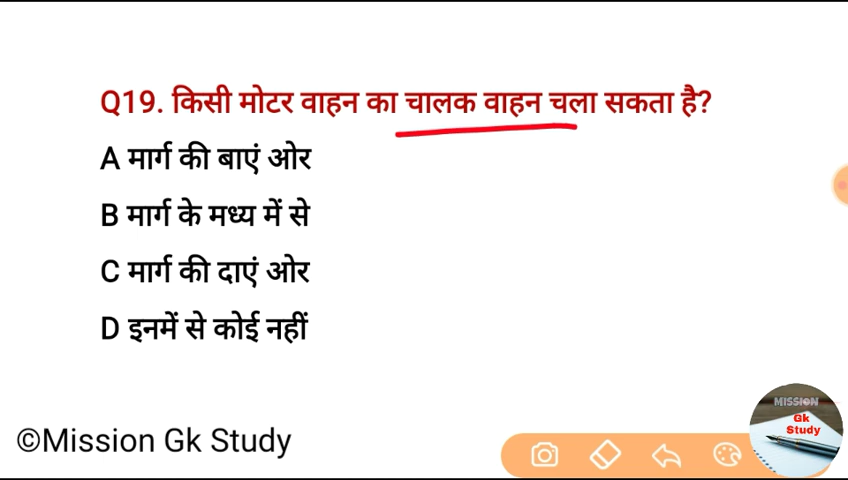 Q19. किसी मोटर वाहन का चालक वाहन चला सकता है?
A मार्ग की बाएं ओर
B मार्ग के मध्य में से
C मार्ग की दाएं ओर
D इनमें से कोई नहीं
©Mission Gk Study
MISSION
Gk
Study